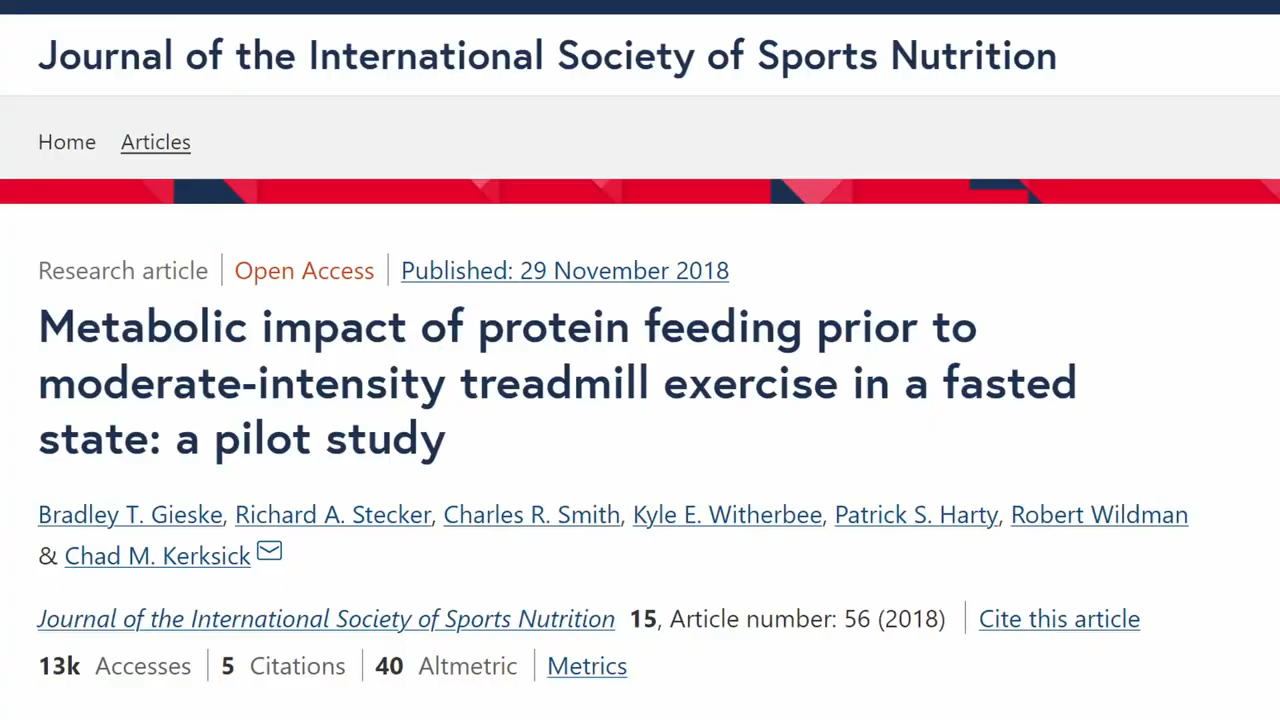 Journal of the International Society of Sports Nutrition
Home Articles
Research article Open Access Published: 29 November 2018
Metabolic impact of protein feeding prior to
moderate-intensity treadmill exercise in a fasted
state: a pilot study
Bradley T. Gieske, Richard A. Stecker, Charles R. Smith, Kyle E. Witherbee, Patrick S. Harty, Robert Wildman
& Chad M. Kerksick
Journal of the International Society of Sports Nutrition 15, Article number: 56 (2018) Cite this article
13k Accesses 5 Citations 40 Altmetric Metrics